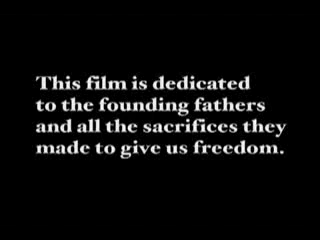 This film is dedicated
to the founding fathers
and all the sacrifices they
made to give us freedom.